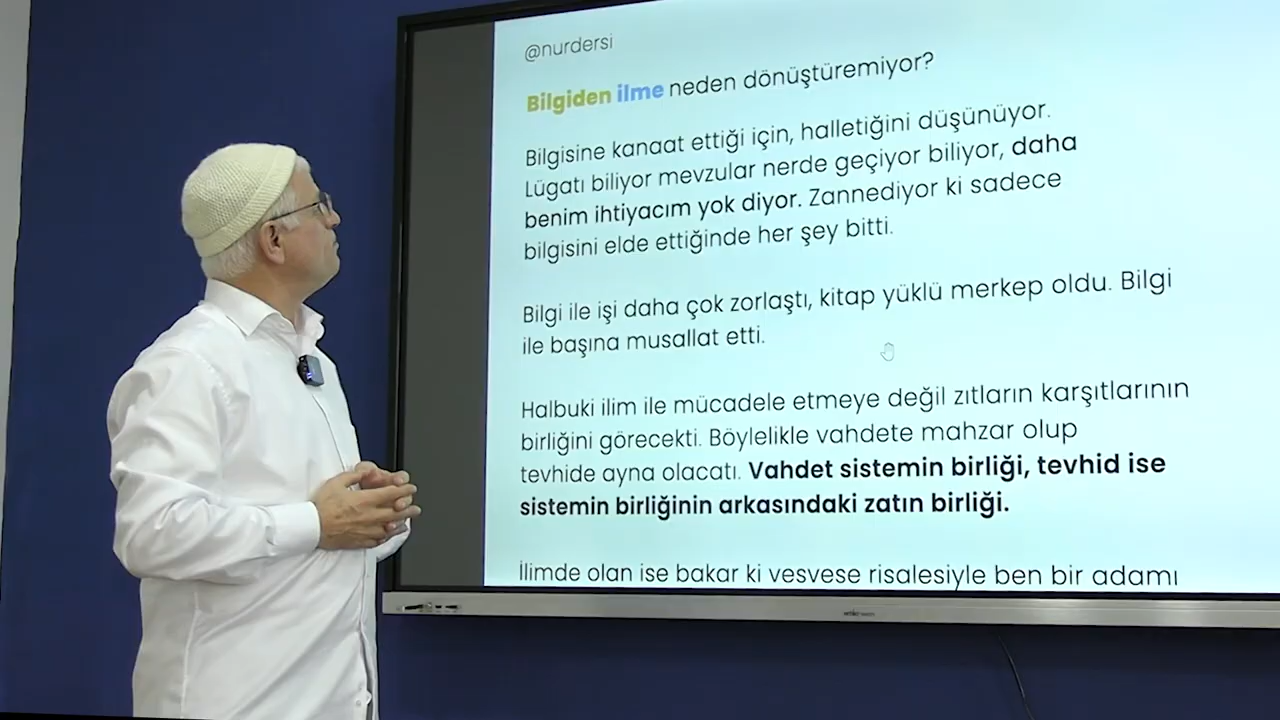 @nurdersi
Bilgiden ilme neden dönüştüremiyor?
Bilgisine kanaat ettiği için, halletiğini düşünüyor.
Lügatı biliyor mevzular nerde geçiyor biliyor, daha
benim ihtiyacım yok diyor. Zannediyor ki sadece
bilgisini elde ettiğinde her şey bitti.
Bilgi ile işi daha çok zorlaştı, kitap yüklü merkep oldu. Bilgi
ile başına musallat etti.
Halbuki ilim ile mücadele etmeye değil zıtların karşıtlarının
birliğini görecekti. Böylelikle vahdete mahzar olup
tevhide ayna olacatı. Vahdet sistemin birliği, tevhid ise
sistemin birliğinin arkasındaki zatın birliği.
İlimde olan ise bakar ki vesvese risalesiyle ben bir adamı